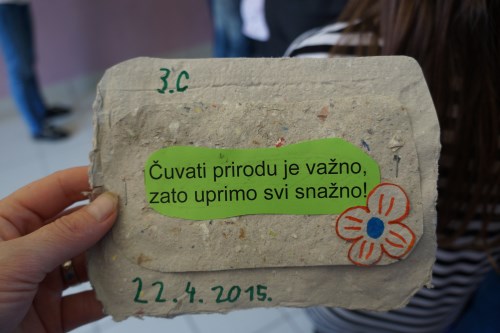 3.C
Čuvati prirodu je važno,
zato uprimo svi snažno!
22.4.2015.